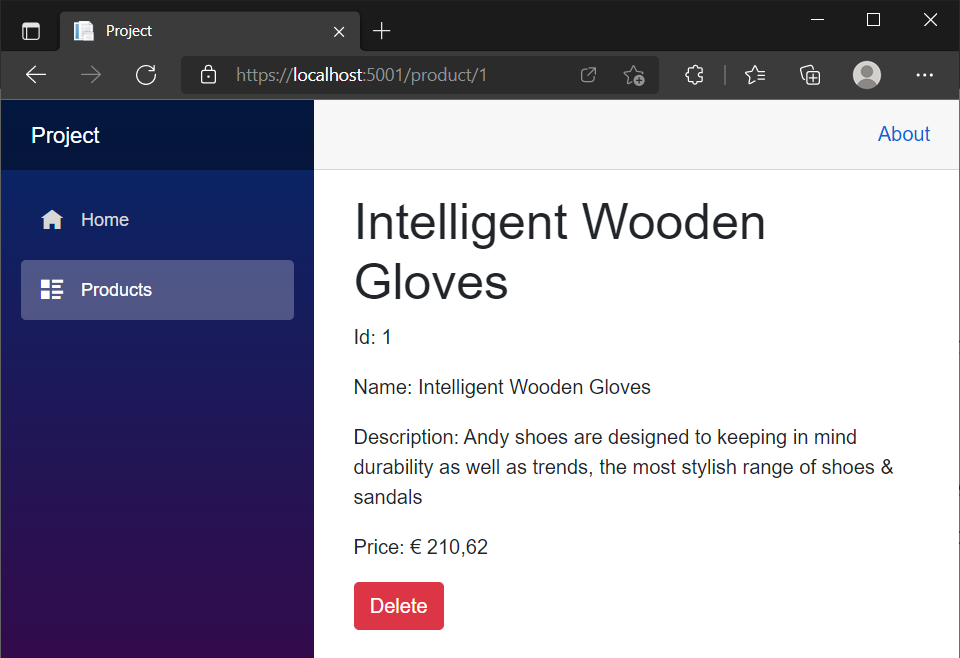 Project
https://localhost:5001/product/1
Project
About
Home
Products
Intelligent Wooden
Gloves
Id: 1
Name: Intelligent Wooden Gloves
Description: Andy shoes are designed to keeping in mind
durability as well as trends, the most stylish range of shoes &
sandals
Price: € 210,62
Delete